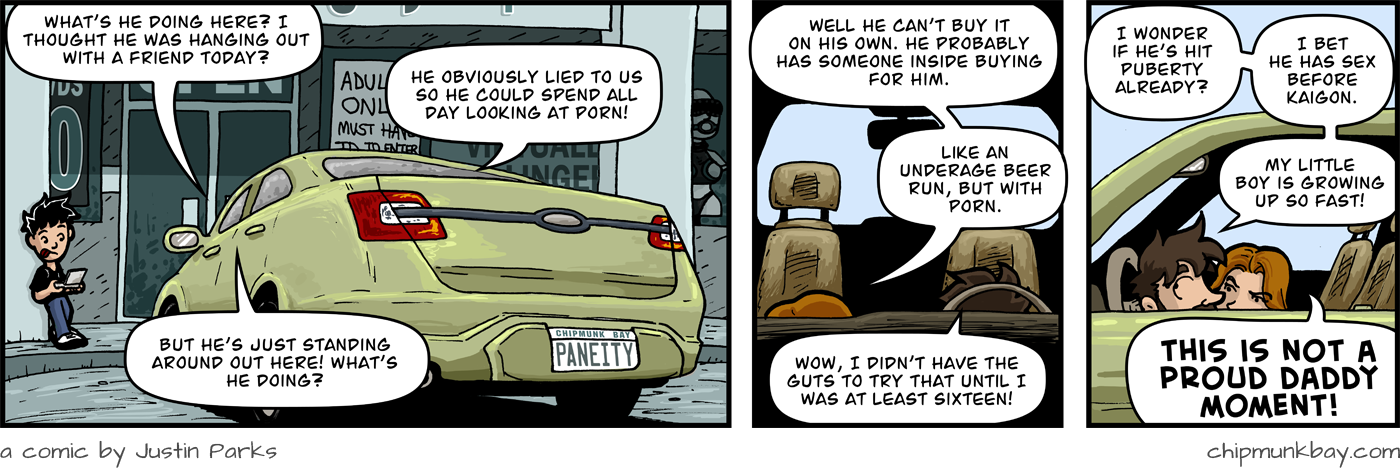 WHAT'S HE DOING HERE? I
THOUGHT HE WAS HANGING OUT
WITH A FRIEND TODAY?
HE OBVIOUSLY LIED TO US
SO HE COULD SPEND ALL
DAY LOOKING AT PORN!
OPEN
ADUL
ONL
MUST HAVE
ID TO ENTER
BUT HE'S JUST STANDING
AROUND OUT HERE! WHAT'S
HE DOING?
CHIPMUNK BAY
PANEITY
WELL HE CAN'T BUY IT
ON HIS OWN. HE PROBABLY
HAS SOMEONE INSIDE BUYING
FOR HIM.
LIKE AN
UNDERAGE BEER
RUN, BUT WITH
PORN.
WOW, I DIDN'T HAVE THE
GUTS TO TRY THAT UNTIL I
WAS AT LEAST SIXTEEN!
I WONDER
IF HE'S HIT
PUBERTY
ALREADY?
I BET
HE HAS SEX
BEFORE
KAIGON.
MY LITTLE
BOY IS GROWING
UP SO FAST!
THIS IS NOT A
PROUD DADDY
MOMENT!
a comic by Justin Parks
chipmunkbay.com